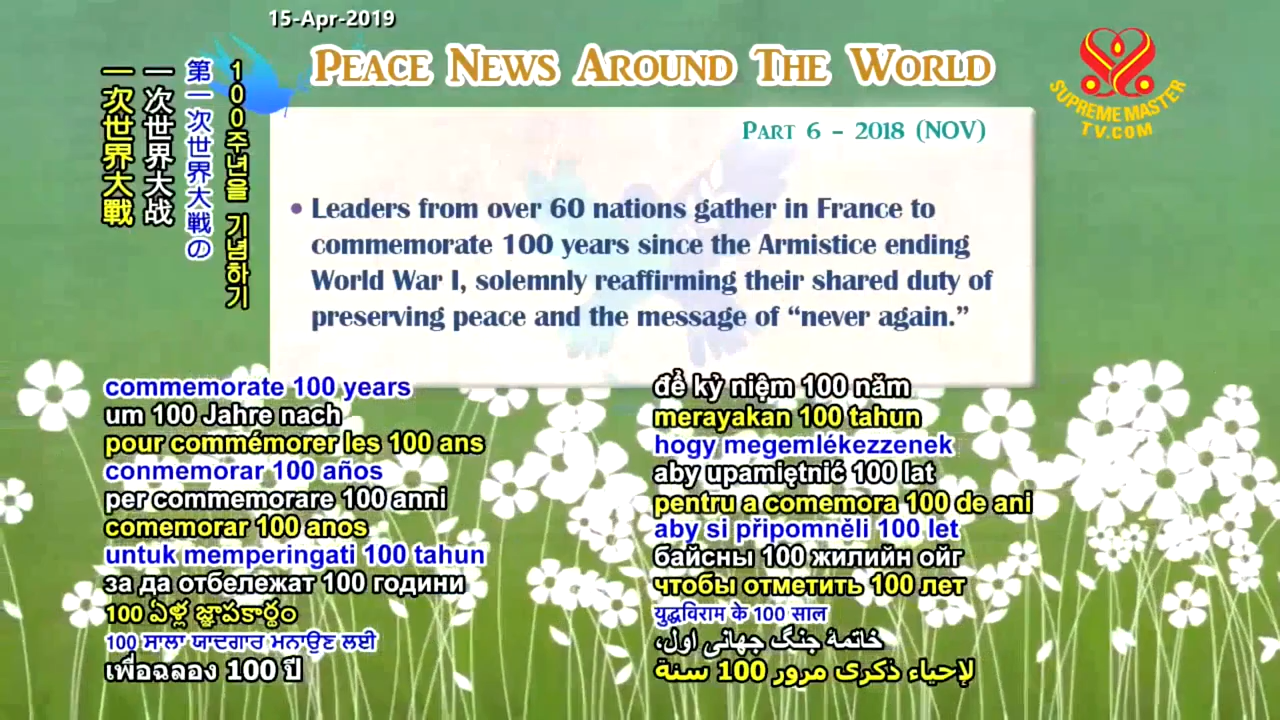 15-Apr-2019
PEACE NEWS AROUND THE WORLD
SUPREME MASTER
TV.COM
PART 6 – 2018 (NOV)
• Leaders from over 60 nations gather in France to
commemorate 100 years since the Armistice ending
World War I, solemnly reaffirming their shared duty of
preserving peace and the message of “never again.”
一次世界大戰
一次世界大战
第一次世界大戦の
100주년을 기념하기
commemorate 100 years
um 100 Jahre nach
pour commémorer les 100 ans
conmemorar 100 años
per commemorare 100 anni
comemorar 100 anos
untuk memperingati 100 tahun
за да отбележат 100 години
100 ఏళ్ల జ్ఞాపకార్థం
100 ਸਾਲਾ ਯਾਦਗਾਰ ਮਨਾਉਣ ਲਈ
เพื่อฉลอง 100 ปี
để kỷ niệm 100 năm
merayakan 100 tahun
hogy megemlékezzenek
aby upamiętnić 100 lat
pentru a comemora 100 de ani
aby si připomněli 100 let
байсны 100 жилийн ойг
чтобы отметить 100 лет
युद्धविराम के 100 साल
خاتمهٔ جنگ جهانی اول،
لإحياء ذكرى مرور 100 سنة